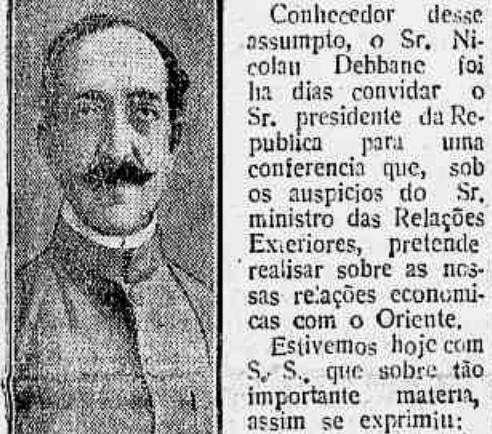 Conhecedor desse
assumpto, o Sr. Ni-
colau Debbane foi
ha dias convidar o
Sr. presidente da Re-
publica para uma
conferencia que, sob
os auspicios do Sr.
ministro das Relações
Exteriores, pretende
realisar sobre as nos-
sas relações economi-
cas com o Oriente.
Estivemos hoje com
S. S., que sobre tão
importante materia,
assim se exprimiu: